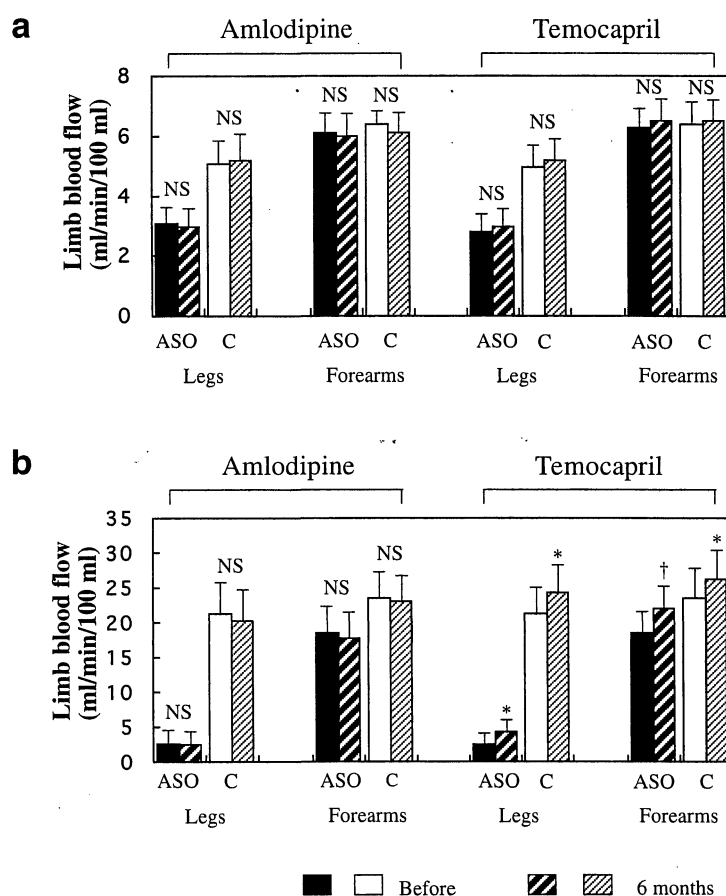 a
Amlodipine Temocapril
Limb blood flow
(ml/min/100 ml)
8
6
4
2
0
NS NS NS NS NS NS NS NS
ASO C ASO C ASO C ASO C
Legs Forearms Legs Forearms
b
Amlodipine Temocapril
Limb blood flow
(ml/min/100 ml)
35
30
25
20
15
10
5
0
NS NS NS NS * * † *
ASO C ASO C ASO C ASO C
Legs Forearms Legs Forearms
Before 6 months